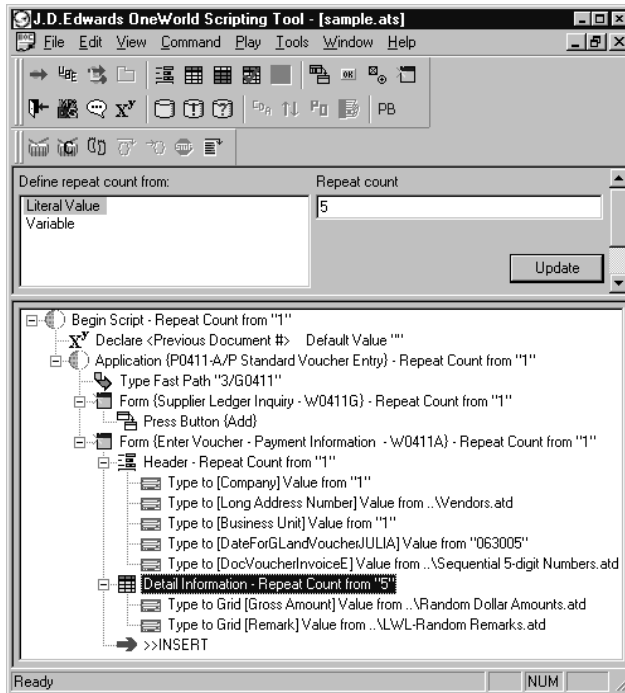 J.D.Edwards OneWorld Scripting Tool - [sample.ats]
File Edit View Command Play Tools Window Help
UBE OK
X^y EDA PO PB
STOP
Define repeat count from: Repeat count
Literal Value 5
Variable
Update
Begin Script - Repeat Count from "1"
X^y Declare <Previous Document #> Default Value ""
Application {P0411-A/P Standard Voucher Entry} - Repeat Count from "1"
Type Fast Path "3/G0411"
Form {Supplier Ledger Inquiry - W0411G} - Repeat Count from "1"
Press Button {Add}
Form {Enter Voucher - Payment Information - W0411A} - Repeat Count from "1"
Header - Repeat Count from "1"
Type to [Company] Value from "1"
Type to [Long Address Number] Value from ..\Vendors.atd
Type to [Business Unit] Value from "1"
Type to [DateForGLandVoucherJULIA] Value from "063005"
Type to [DocVoucherInvoiceE] Value from ..\Sequential 5-digit Numbers.atd
Detail Information - Repeat Count from "5"
Type to Grid [Gross Amount] Value from ..\Random Dollar Amounts.atd
Type to Grid [Remark] Value from ..\LWL-Random Remarks.atd
>>INSERT
Ready NUM